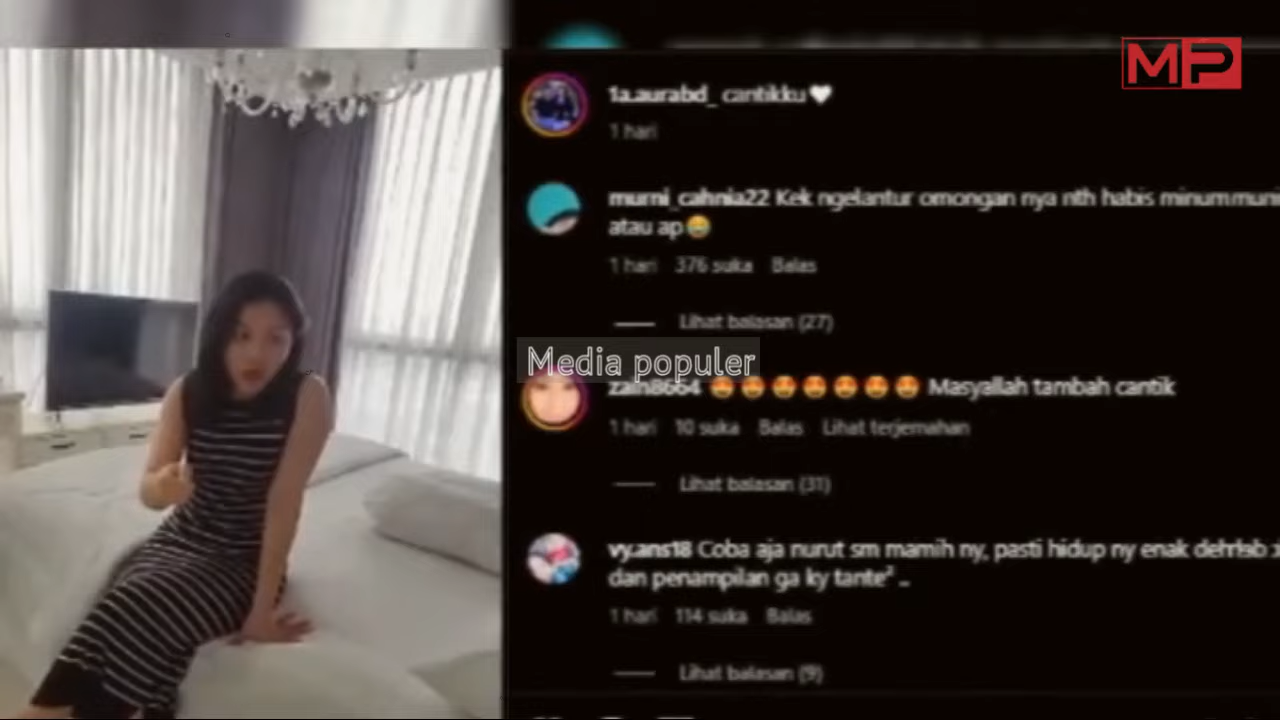 MP
1a.aurabd_ cantikku🤍
1 hari
murni_cahnia22 Kek ngelantur omongan nya nth habis minum
atau ap😭
1 hari 376 suka Balas
Lihat balasan (27)
Media populer
zain8664 🤩🤩🤩🤩🤩🤩🤩 Masyallah tambah cantik
1 hari 10 suka Balas Lihat terjemahan
Lihat balasan (31)
vy.ans18 Coba aja nurut sm mamih ny, pasti hidup ny enak
dan penampilan ga ky tante² ..
1 hari 114 suka Balas
Lihat balasan (9)